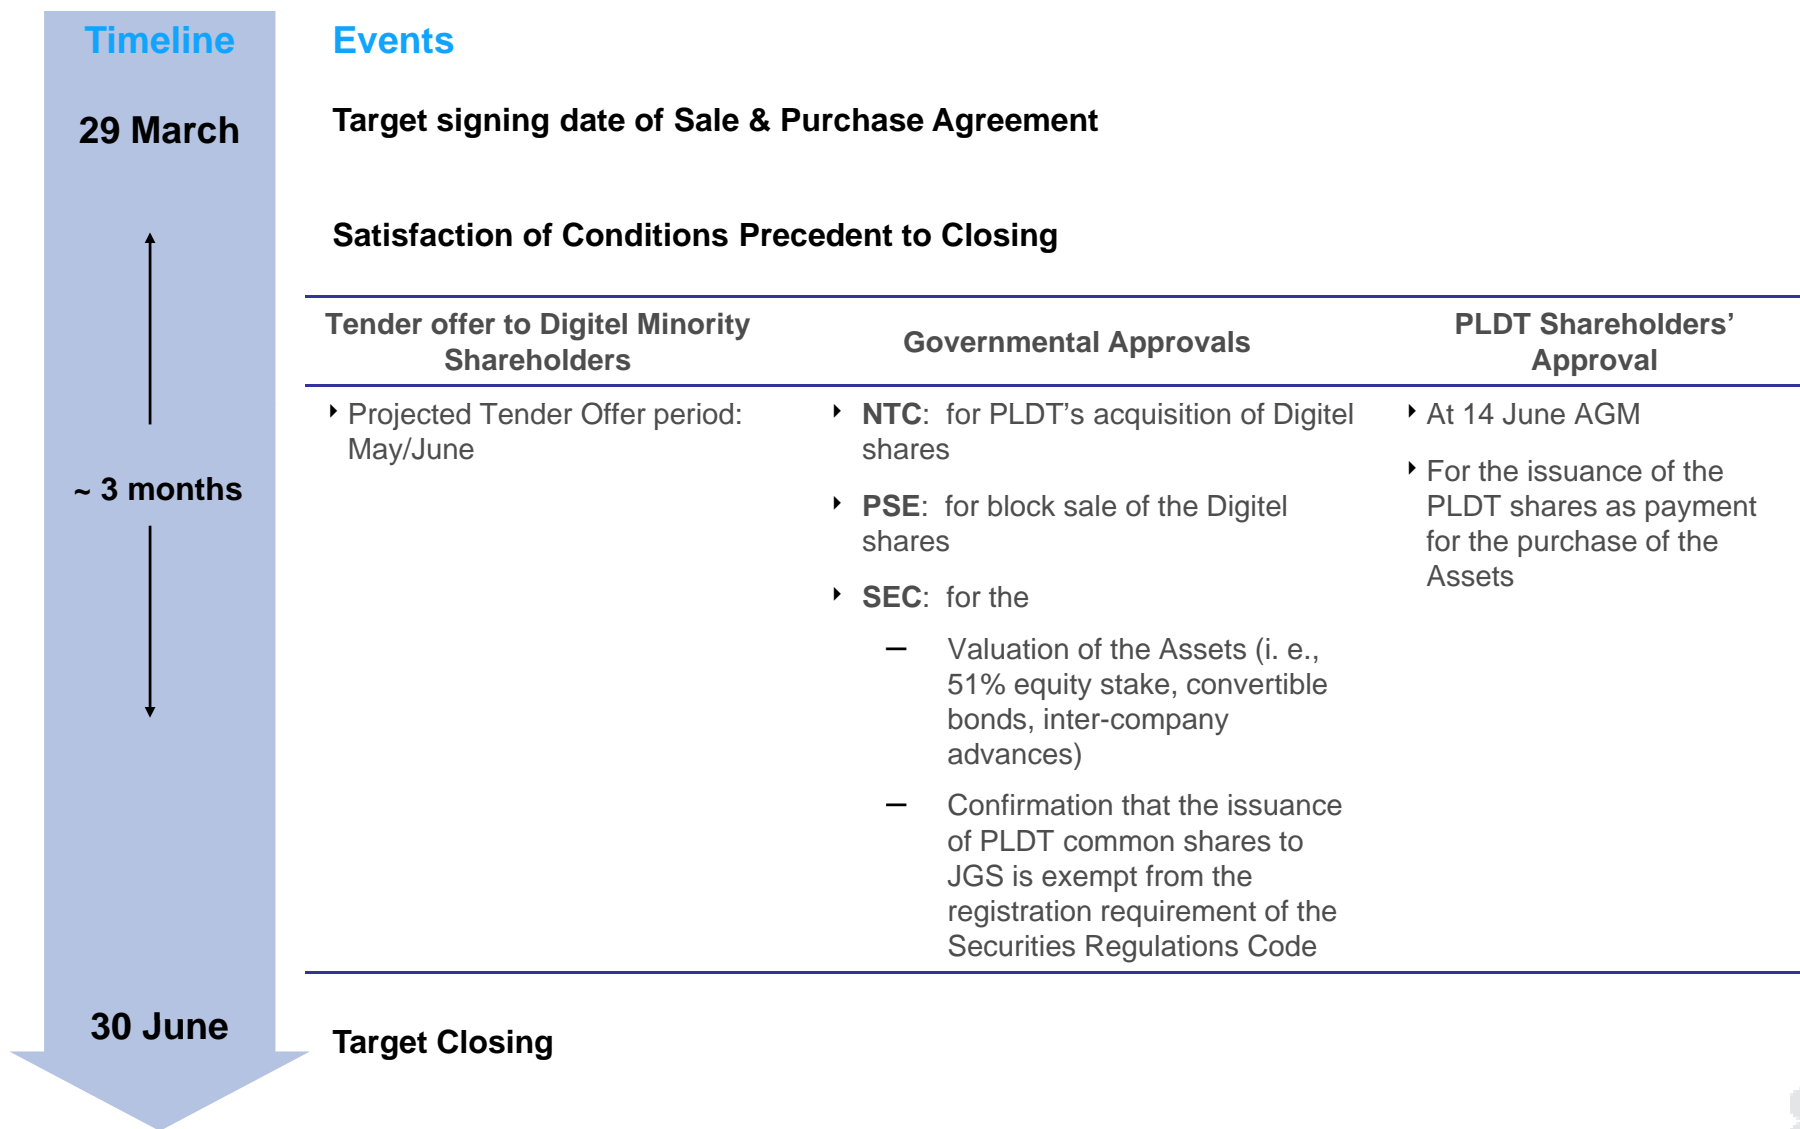 Timeline
Events
29 March
Target signing date of Sale & Purchase Agreement
Satisfaction of Conditions Precedent to Closing
~ 3 months
Tender offer to Digitel Minority
Shareholders
Governmental Approvals
PLDT Shareholders’
Approval
‣ Projected Tender Offer period:
May/June
‣ NTC:  for PLDT’s acquisition of Digitel
shares
‣ PSE:  for block sale of the Digitel
shares
‣ SEC:  for the
– Valuation of the Assets (i. e.,
51% equity stake, convertible
bonds, inter-company
advances)
– Confirmation that the issuance
of PLDT common shares to
JGS is exempt from the
registration requirement of the
Securities Regulations Code
‣ At 14 June AGM
‣ For the issuance of the
PLDT shares as payment
for the purchase of the
Assets
30 June
Target Closing